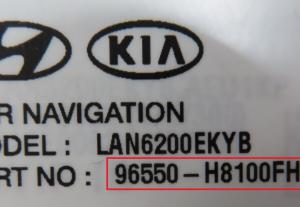 KIA
R NAVIGATION
ODEL : LAN6200EKYB
RT NO : 96550-H8100FH